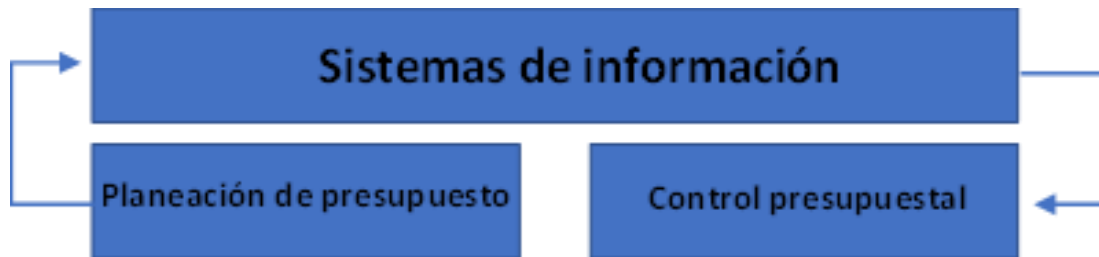 Sistemas de información
Planeación de presupuesto
Control presupuestal